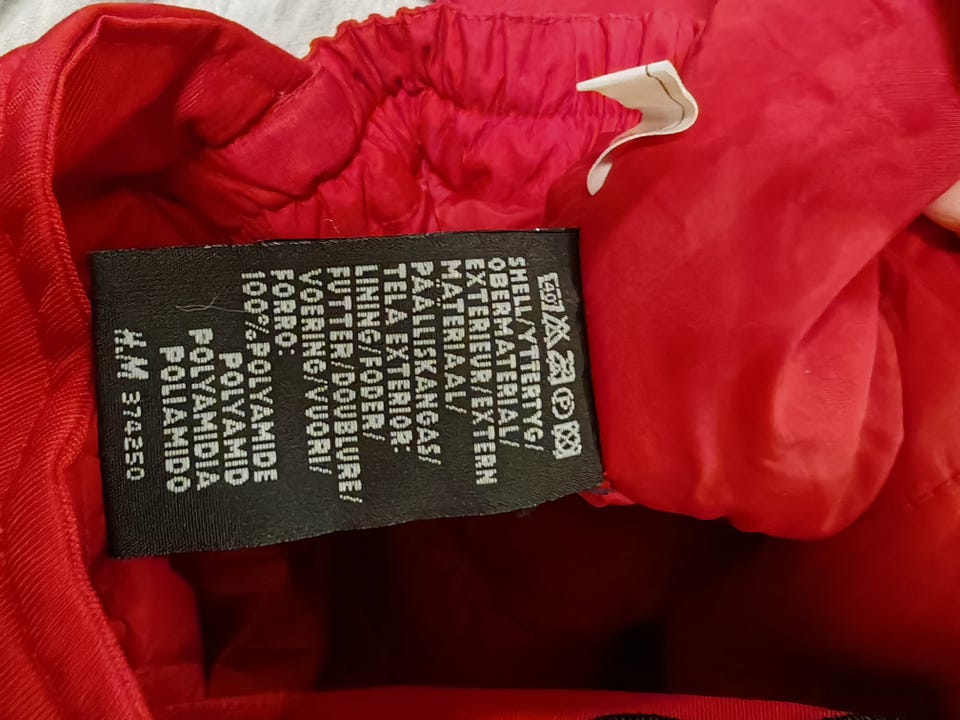 40
SHELL/YTTERTYG/
OBERMATERIAL/
EXTERIEUR/EXTERN
MATERIAAL/
PÄÄLLISKANGAS/
TELA EXTERIOR:
LINING/FODER/
FUTTER/DOUBLURE/
VOERING/VUORI/
FORRO:
100%POLYAMIDE
POLYAMID
POLYAMIDIA
POLIAMIDO
H.M 374250